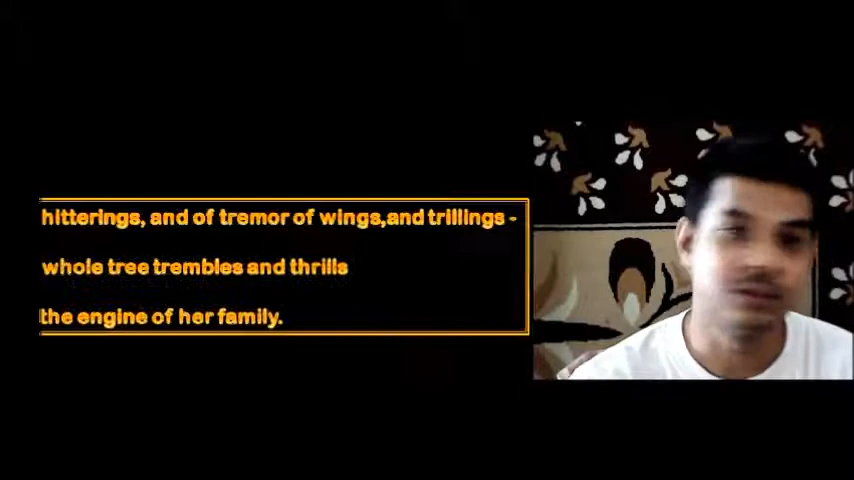 hitterings, and of tremor of wings,and trillings -
whole tree trembles and thrills
the engine of her family.